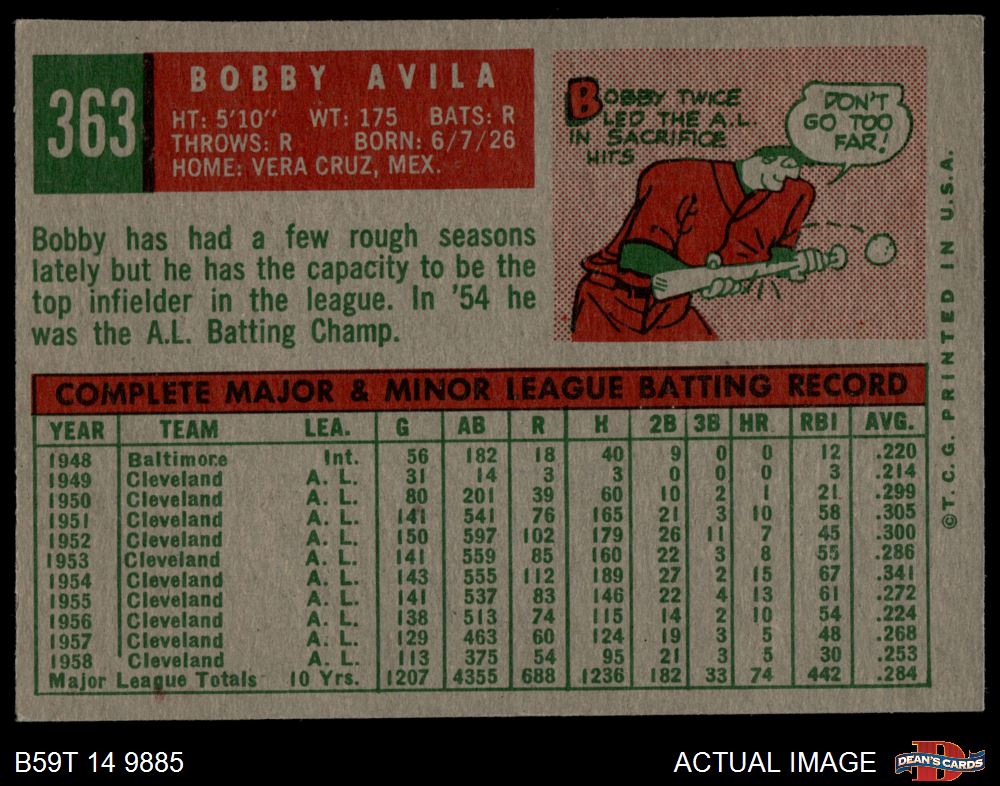 363
BOBBY AVILA
HT: 5'10" WT: 175 BATS: R
THROWS: R BORN: 6/7/26
HOME: VERA CRUZ, MEX.
Bobby has had a few rough seasons
lately but he has the capacity to be the
top infielder in the league. In '54 he
was the A.L. Batting Champ.
BOBBY TWICE
LED THE A.L.
IN SACRIFICE
HITS
DON'T
GO TOO
FAR!
COMPLETE MAJOR & MINOR LEAGUE BATTING RECORD
YEAR TEAM LEA. G AB R H 2B 3B HR RBI AVG.
1948 Baltimore Int. 56 182 18 40 9 0 0 12 .220
1949 Cleveland A. L. 31 14 3 3 0 0 0 3 .214
1950 Cleveland A. L. 80 201 39 60 10 2 1 21 .299
1951 Cleveland A. L. 141 541 76 165 21 3 10 58 .305
1952 Cleveland A. L. 150 597 102 179 26 11 7 45 .300
1953 Cleveland A. L. 141 559 85 160 22 3 8 55 .286
1954 Cleveland A. L. 143 555 112 189 27 2 15 67 .341
1955 Cleveland A. L. 141 537 83 146 22 4 13 61 .272
1956 Cleveland A. L. 138 513 74 115 14 2 10 54 .224
1957 Cleveland A. L. 129 463 60 124 19 3 5 48 .268
1958 Cleveland A. L. 113 375 54 95 21 3 5 30 .253
Major League Totals 10 Yrs. 1207 4355 688 1236 182 33 74 442 .284
©T. C. G. PRINTED IN U.S.A.
B59T 14 9885
ACTUAL IMAGE
D
DEAN'S CARDS